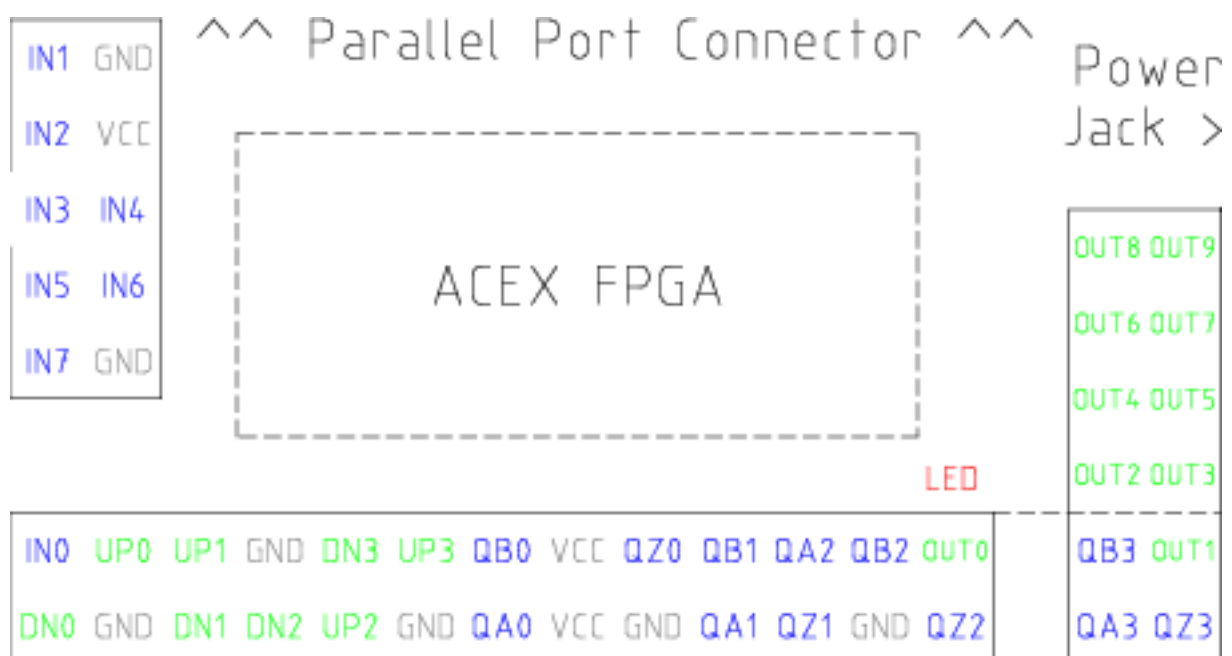 ^^ Parallel Port Connector ^^
Power
Jack >
IN1 GND
IN2 VCC
IN3 IN4
IN5 IN6
IN7 GND
ACEX FPGA
OUT8 OUT9
OUT6 OUT7
OUT4 OUT5
OUT2 OUT3
LED
IN0 UP0 UP1 GND DN3 UP3 QB0 VCC QZ0 QB1 QA2 QB2 OUT0
QB3 OUT1
DN0 GND DN1 DN2 UP2 GND QA0 VCC GND QA1 QZ1 GND QZ2
QA3 QZ3